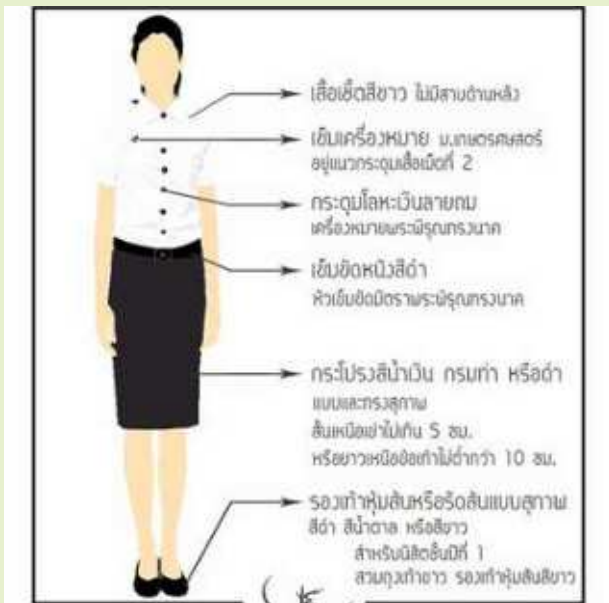 เสื้อเชิ้ตสีขาว ไม่มีสาบด้านหลัง
เข็มเครื่องหมาย ม.เกษตรศาสตร์
อยู่แนวกระดุมเสื้อเม็ดที่ 2
กระดุมโลหะเงินลายถม
เครื่องหมายพระพิรุณทรงนาค
เข็มขัดหนังสีดำ
หัวเข็มขัดมีตราพระพิรุณทรงนาค
กระโปรงสีน้ำเงิน กรมท่า หรือดำ
แบบและทรงสุภาพ
สั้นเหนือเข่าไม่เกิน 5 ซม.
หรือยาวเหนือข้อเท้าไม่ต่ำกว่า 10 ซม.
รองเท้าหุ้มส้นหรือรัดส้นแบบสุภาพ
สีดำ สีน้ำตาล หรือสีขาว
สำหรับนิสิตชั้นปีที่ 1
สวมถุงเท้าขาว รองเท้าหุ้มส้นสีขาว